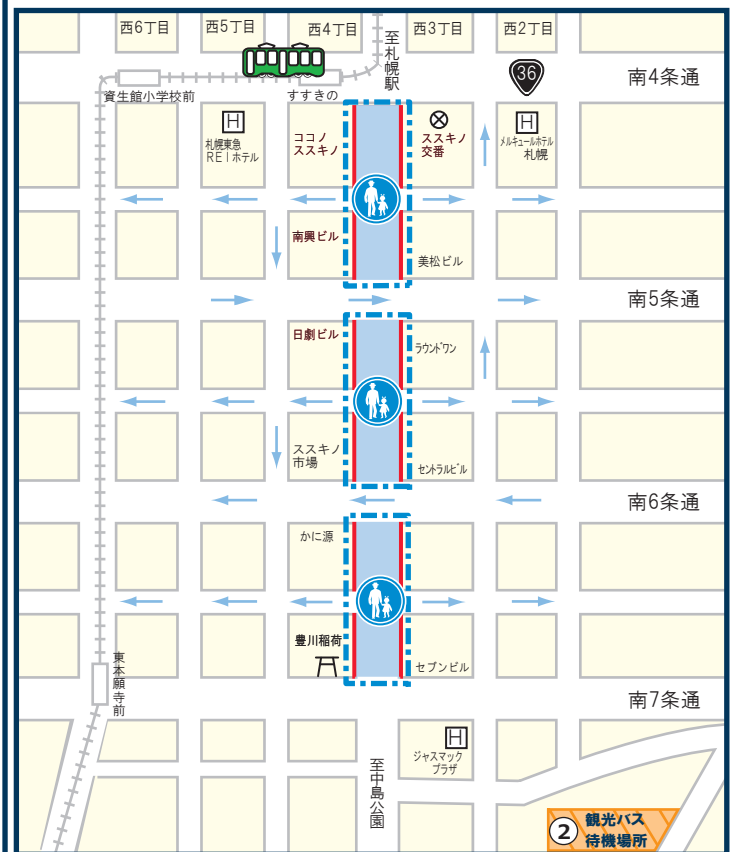 西6丁目
西5丁目
西4丁目
至札幌駅
西3丁目
西2丁目
36
南4条通
資生館小学校前
すすきの
H
札幌東急
REIホテル
ココノ
ススキノ
ススキノ
交番
H
メルキュールホテル
札幌
南興ビル
美松ビル
南5条通
日劇ビル
ラウンドワン
ススキノ
市場
セントラルビル
南6条通
かに源
豊川稲荷
セブンビル
東本願寺前
南7条通
H
ジャスマック
プラザ
至中島公園
② 観光バス
待機場所